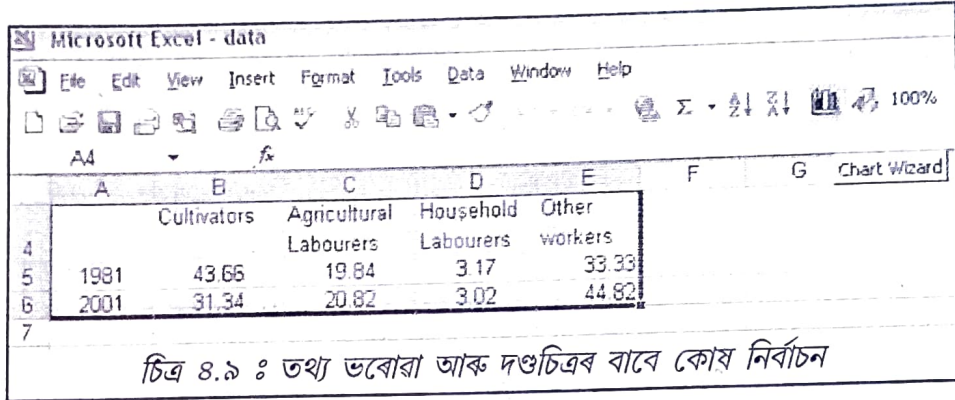 Microsoft Excel - data
File Edit View Insert Format Tools Data Window Help
100%
A4 fx
Chart Wizard
A B C D E F G
4 Cultivators Agricultural Labourers Household Labourers Other workers
5 1981 43.66 19.84 3.17 33.33
6 2001 31.34 20.82 3.02 44.82
7
চিত্র ৪.৯ : তথ্য ভৰোৱা আৰু দণ্ডচিত্ৰৰ বাবে কোষ নিৰ্বাচন